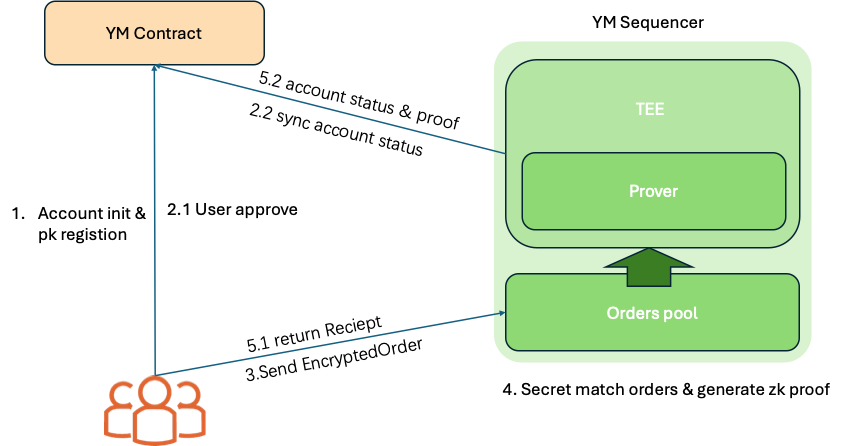 YM Contract
YM Sequencer
TEE
5.2 account status & proof
2.2 sync account status
Prover
1. Account init &
pk registion
2.1 User approve
Orders pool
5.1 return Reciept
3.Send EncryptedOrder
4. Secret match orders & generate zk proof